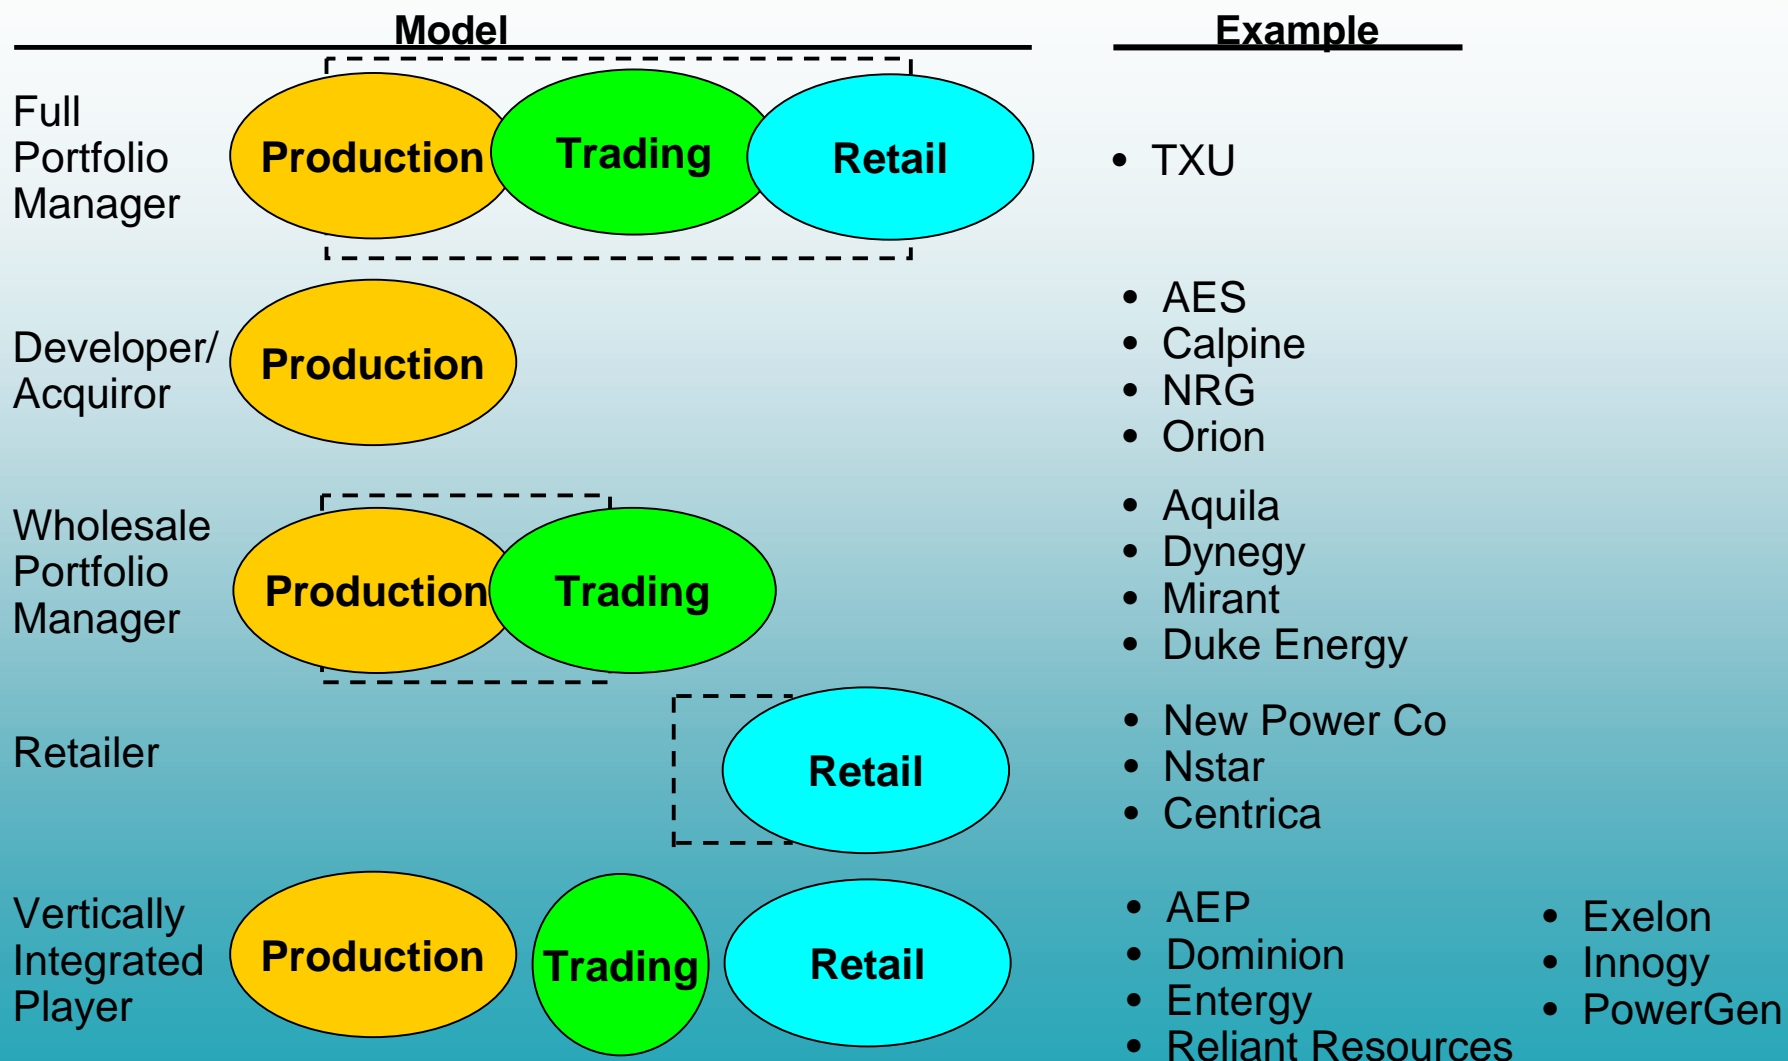 Model
Example
Full
Portfolio
Manager
Production
Trading
Retail
• TXU
Developer/
Acquiror
Production
• AES
• Calpine
• NRG
• Orion
Wholesale
Portfolio
Manager
Production
Trading
• Aquila
• Dynegy
• Mirant
• Duke Energy
Retailer
Retail
• New Power Co
• Nstar
• Centrica
Vertically
Integrated
Player
Production
Trading
Retail
• AEP
• Dominion
• Entergy
• Reliant Resources
• Exelon
• Innogy
• PowerGen